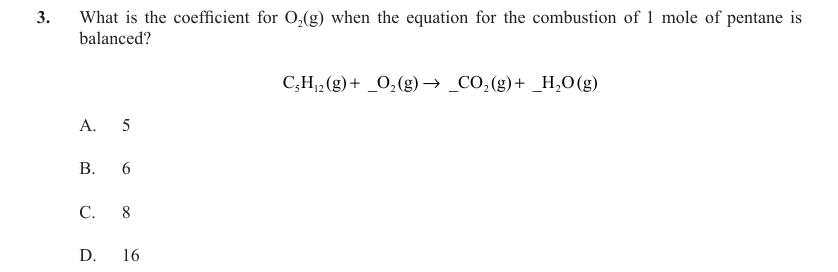 3. What is the coefficient for O₂(g) when the equation for the combustion of 1 mole of pentane is
balanced?
C₅H₁₂(g) + _O₂(g) → _CO₂(g) + _H₂O(g)
A. 5
B. 6
C. 8
D. 16